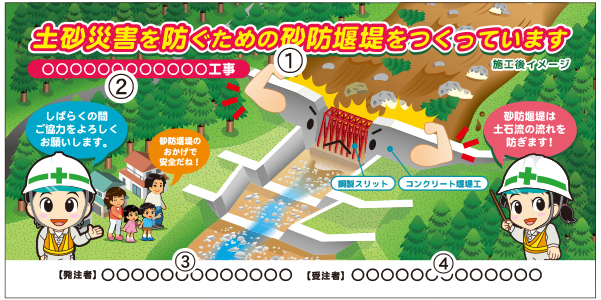 土砂災害を防ぐための砂防堰堤をつくっています
①
○○○○○○○○○○○○工事
②
施工後イメージ
しばらくの間
ご協力をよろしく
お願いします。
砂防堰堤の
おかげで
安全だね!
砂防堰堤は
土石流の流れを
防ぎます!
鋼製スリット
コンクリート堰堤工
③
④
【発注者】○○○○○○○○○○○○○
【受注者】○○○○○○○○○○○○○